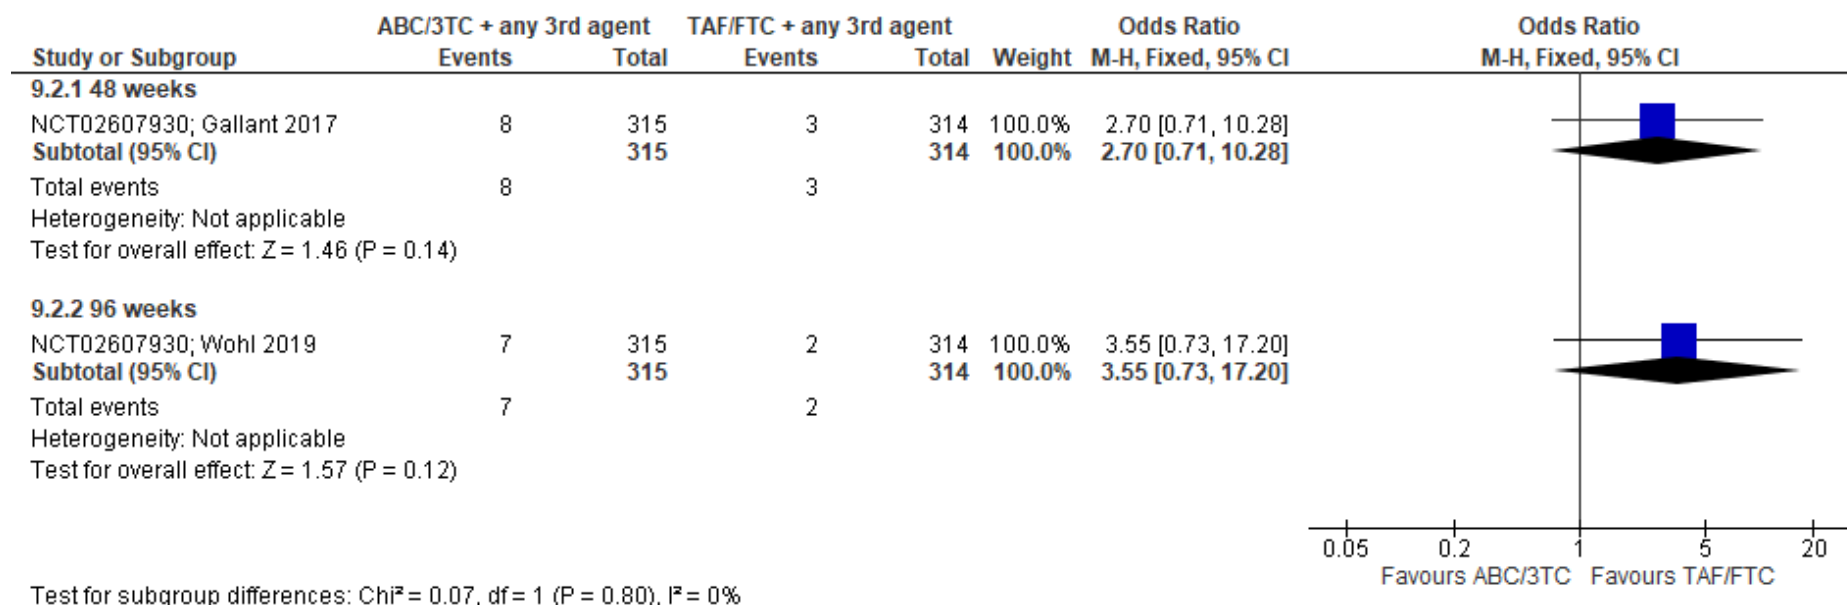 ABC/3TC + any 3rd agent TAF/FTC + any 3rd agent Odds Ratio Odds Ratio
Study or Subgroup Events Total Events Total Weight M-H, Fixed, 95% CI M-H, Fixed, 95% CI
9.2.1 48 weeks
NCT02607930; Gallant 2017 8 315 3 314 100.0% 2.70 [0.71, 10.28]
Subtotal (95% CI) 315 314 100.0% 2.70 [0.71, 10.28]
Total events 8 3
Heterogeneity: Not applicable
Test for overall effect: Z = 1.46 (P = 0.14)
9.2.2 96 weeks
NCT02607930; Wohl 2019 7 315 2 314 100.0% 3.55 [0.73, 17.20]
Subtotal (95% CI) 315 314 100.0% 3.55 [0.73, 17.20]
Total events 7 2
Heterogeneity: Not applicable
Test for overall effect: Z = 1.57 (P = 0.12)
0.05 0.2 1 5 20
Favours ABC/3TC Favours TAF/FTC
Test for subgroup differences: Chi² = 0.07, df = 1 (P = 0.80), I² = 0%